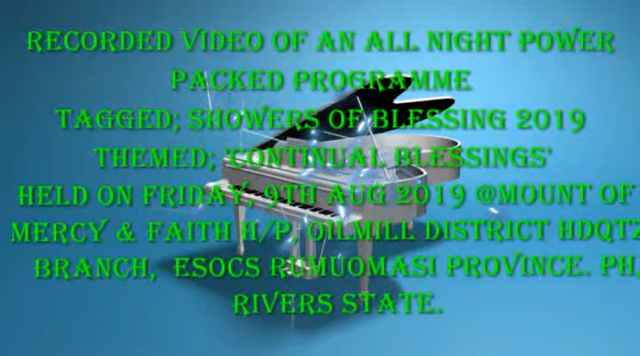 RECORDED VIDEO OF AN ALL NIGHT POWER
PACKED PROGRAMME
TAGGED; SHOWERS OF BLESSING 2019
THEMED; 'CONTINUAL BLESSINGS'
HELD ON FRIDAY, 9TH AUG 2019 @MOUNT OF
MERCY & FAITH H/P, OILMILL DISTRICT HDQTZ
BRANCH, ESOCS RUMUOMASI PROVINCE. PH
RIVERS STATE.